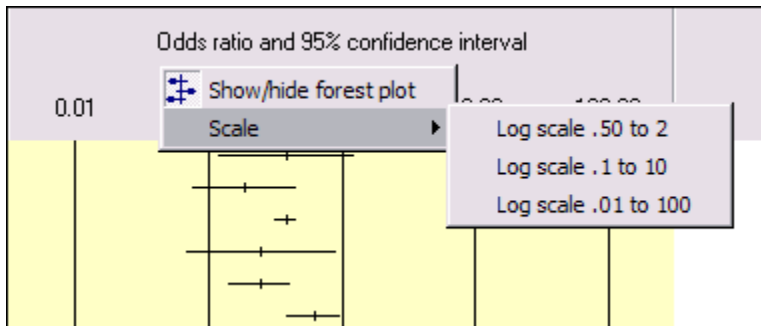 Odds ratio and 95% confidence interval
Show/hide forest plot
0.01
Scale
Log scale .50 to 2
Log scale .1 to 10
Log scale .01 to 100